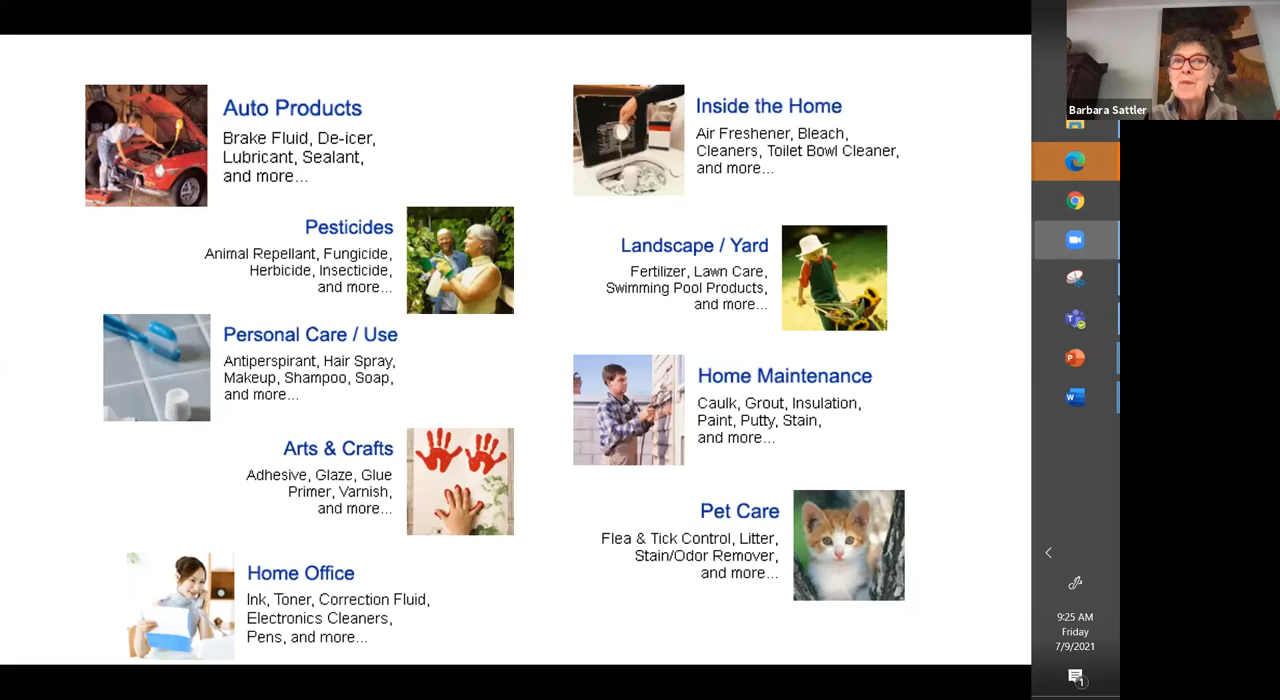 Auto Products
Brake Fluid, De-icer,
Lubricant, Sealant,
and more...
Pesticides
Animal Repellant, Fungicide,
Herbicide, Insecticide,
and more...
Personal Care / Use
Antiperspirant, Hair Spray,
Makeup, Shampoo, Soap,
and more...
Arts & Crafts
Adhesive, Glaze, Glue
Primer, Varnish,
and more...
Home Office
Ink, Toner, Correction Fluid,
Electronics Cleaners,
Pens, and more...
Inside the Home
Air Freshener, Bleach,
Cleaners, Toilet Bowl Cleaner,
and more...
Landscape / Yard
Fertilizer, Lawn Care,
Swimming Pool Products,
and more...
Home Maintenance
Caulk, Grout, Insulation,
Paint, Putty, Stain,
and more...
Pet Care
Flea & Tick Control, Litter,
Stain/Odor Remover,
and more...
Barbara Sattler
T
P
W
9:25 AM
Friday
7/9/2021
1